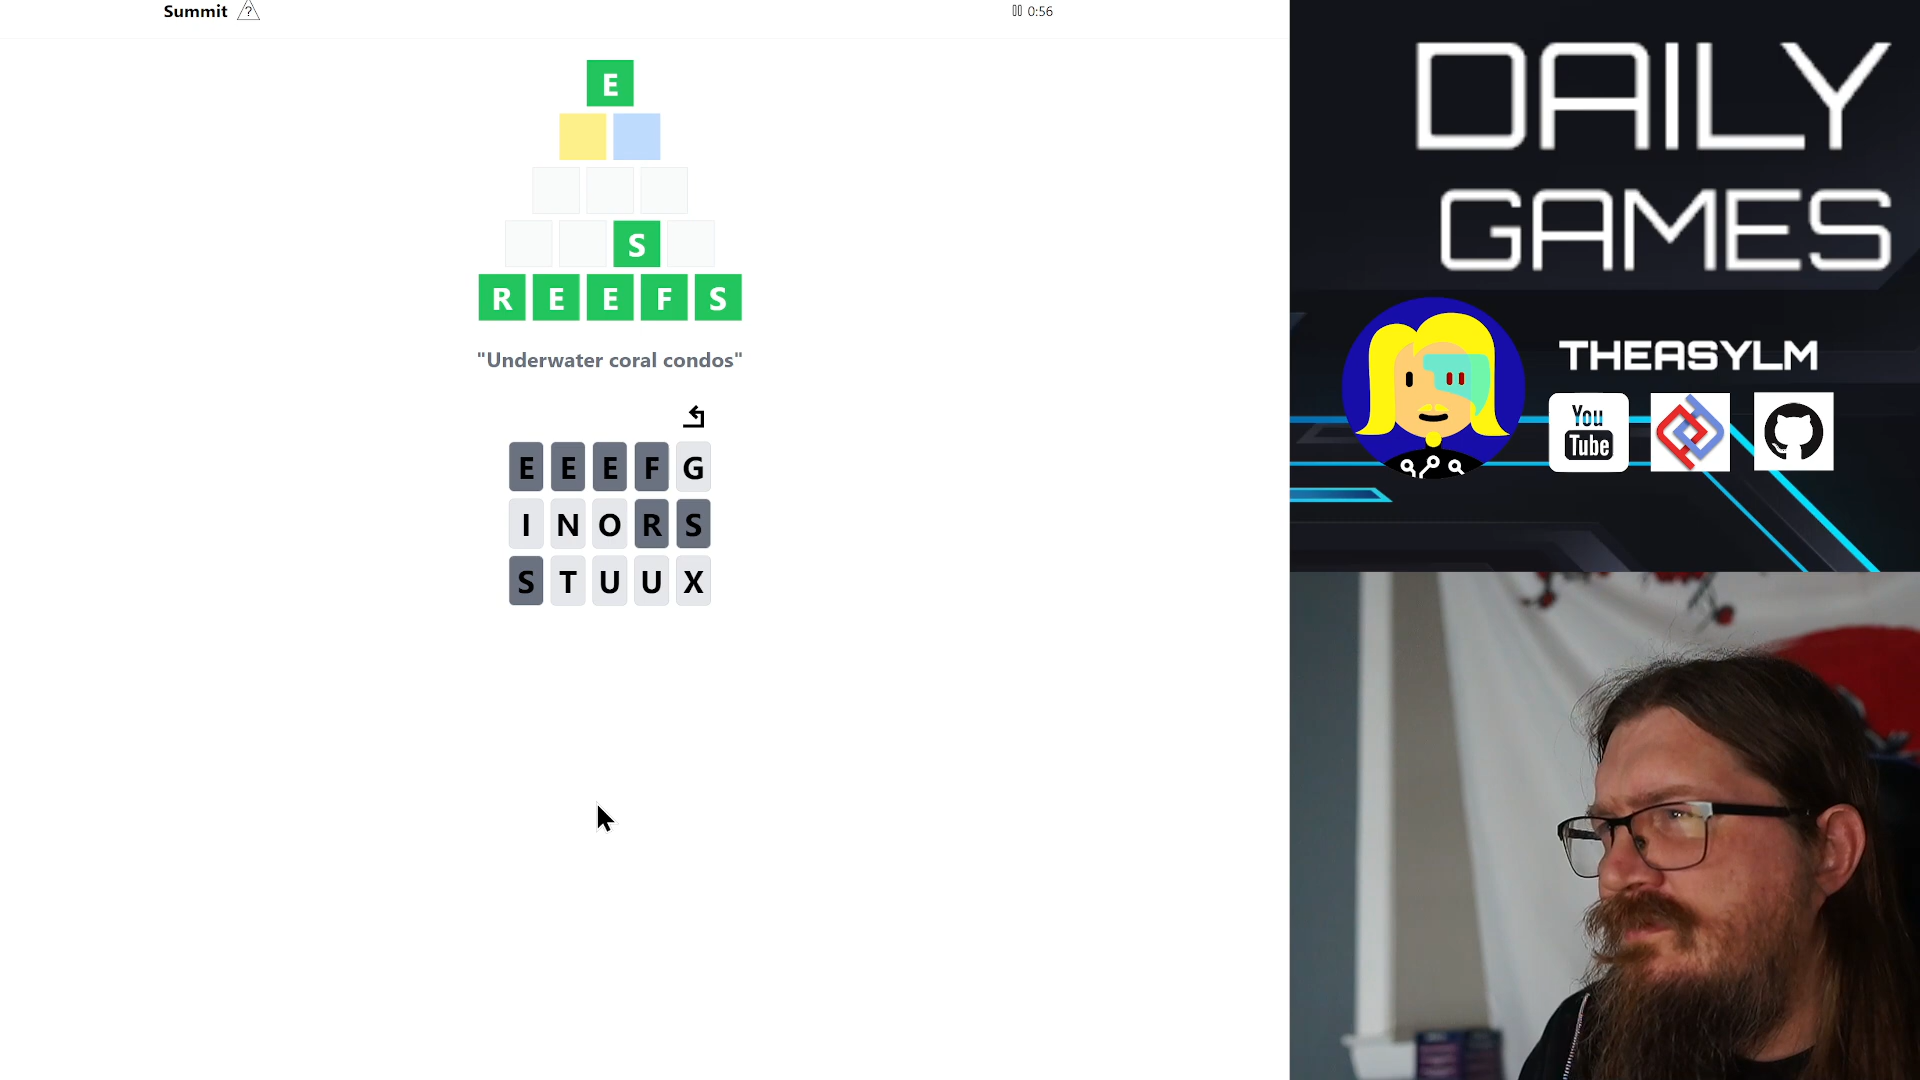 Summit ?
0:56
E
S
R E E F S
"Underwater coral condos"
E E E F G
I N O R S
S T U U X
DAILY
GAMES
THEASYLM
You
Tube